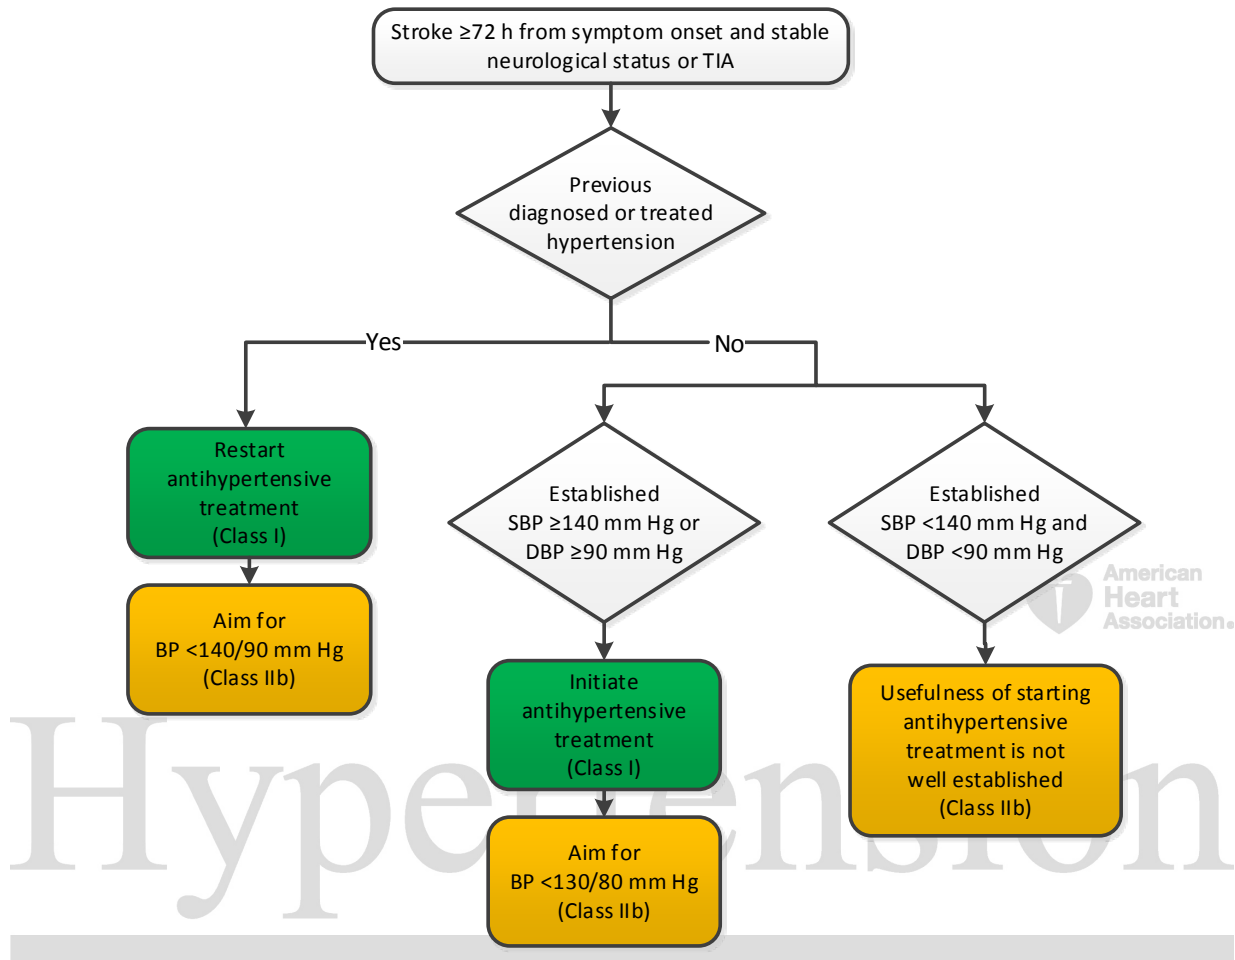 Stroke ≥72 h from symptom onset and stable
neurological status or TIA
Previous
diagnosed or treated
hypertension
Yes
No
Restart
antihypertensive
treatment
(Class I)
Aim for
BP <140/90 mm Hg
(Class IIb)
Established
SBP ≥140 mm Hg or
DBP ≥90 mm Hg
Initiate
antihypertensive
treatment
(Class I)
Aim for
BP <130/80 mm Hg
(Class IIb)
Established
SBP <140 mm Hg and
DBP <90 mm Hg
Usefulness of starting
antihypertensive
treatment is not
well established
(Class IIb)
American
Heart
Association®
Hypertension